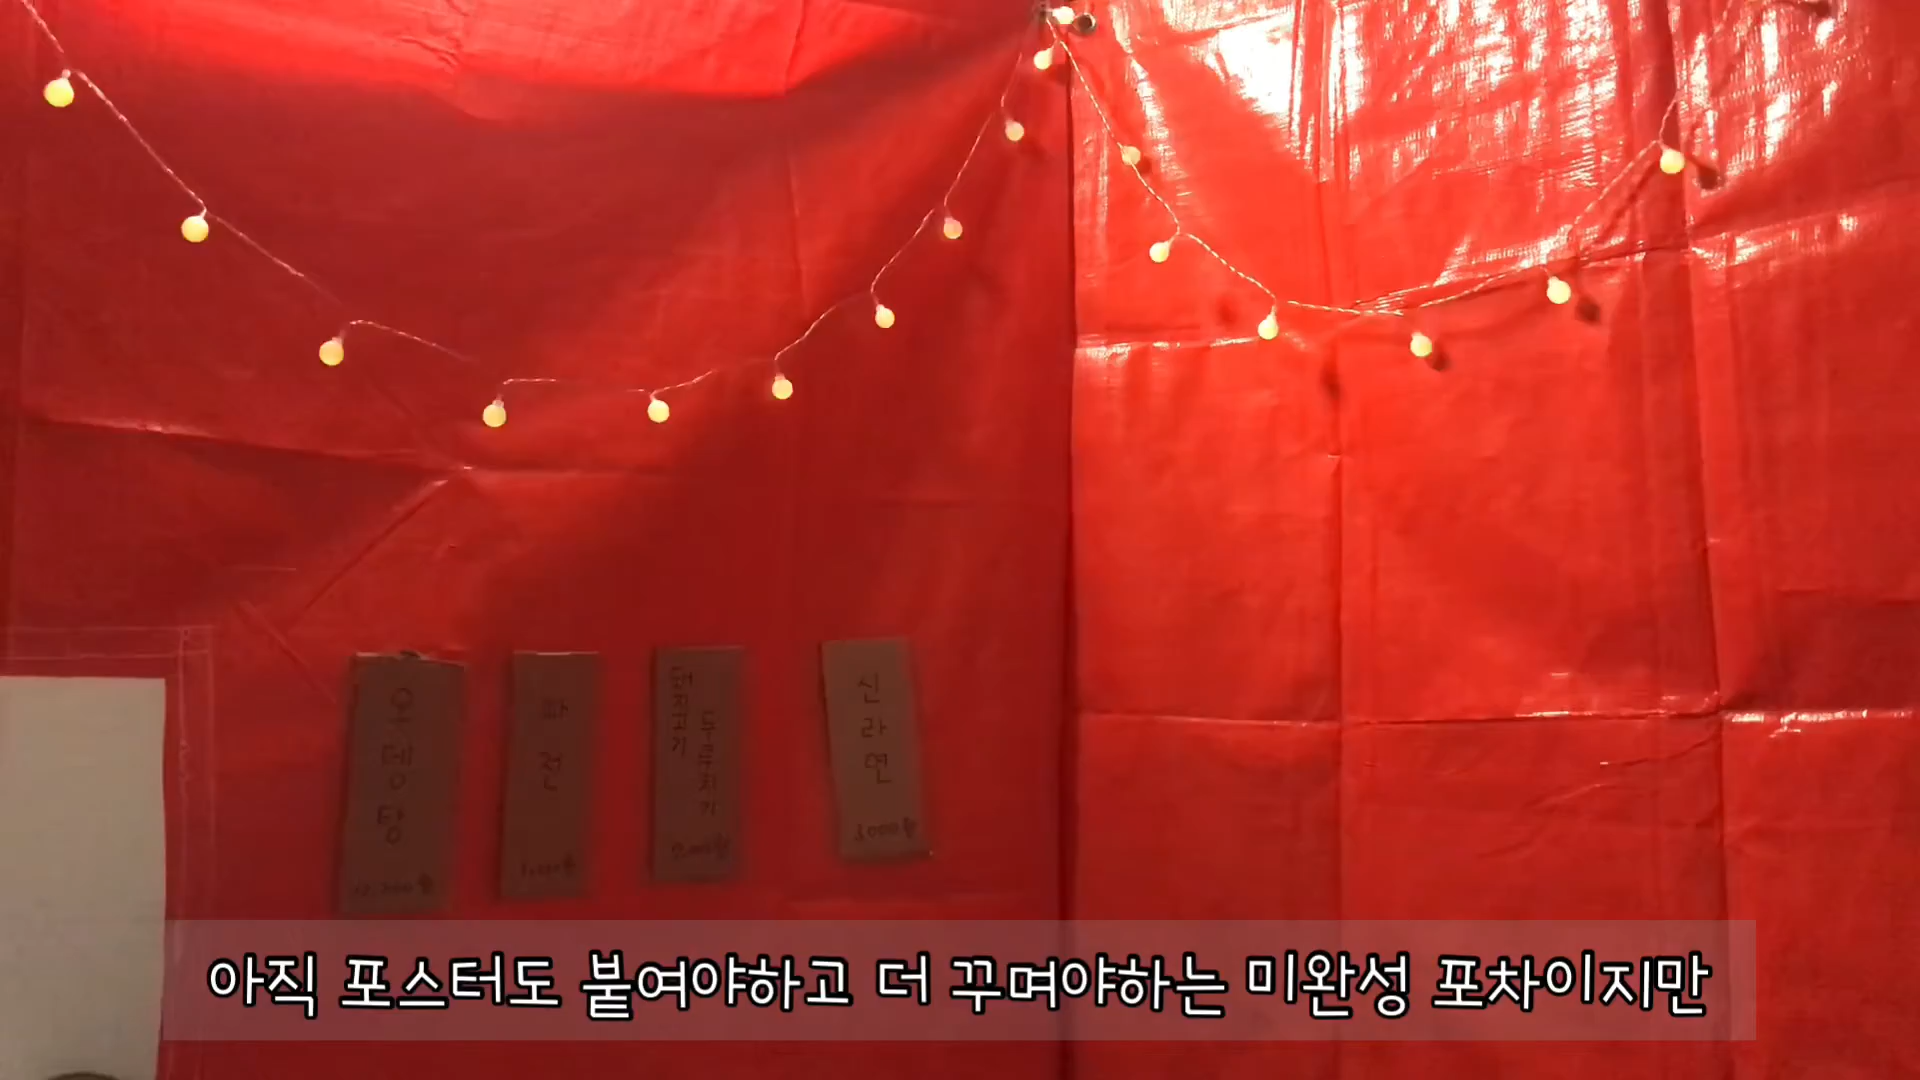 오뎅탕
파전
돼지고기
두루치기
신라면
3000원
아직 포스터도 붙여야하고 더 꾸며야하는 미완성 포차이지만